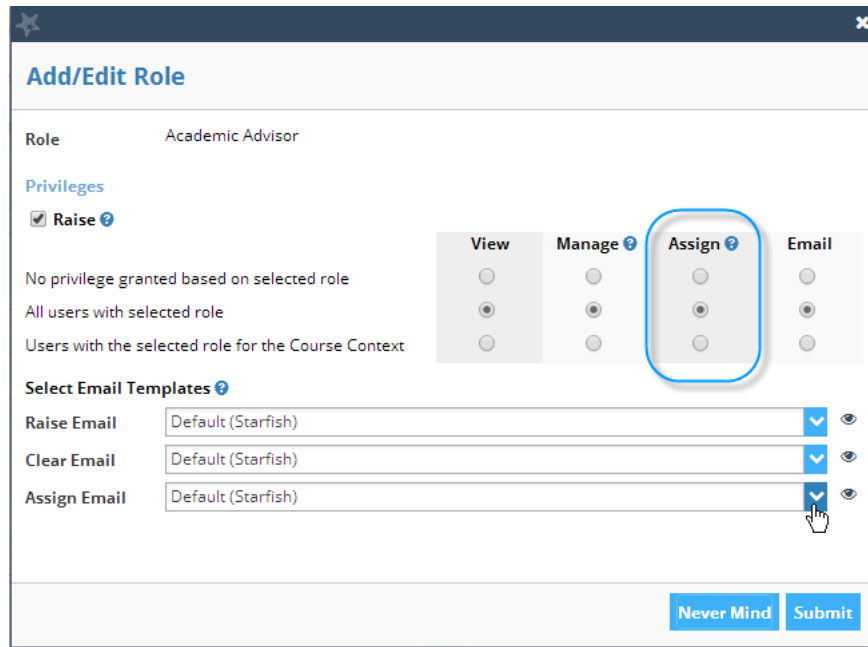 Add/Edit Role
Role Academic Advisor
Privileges
Raise
View Manage Assign Email
No privilege granted based on selected role
All users with selected role
Users with the selected role for the Course Context
Select Email Templates
Raise Email Default (Starfish)
Clear Email Default (Starfish)
Assign Email Default (Starfish)
Never Mind Submit